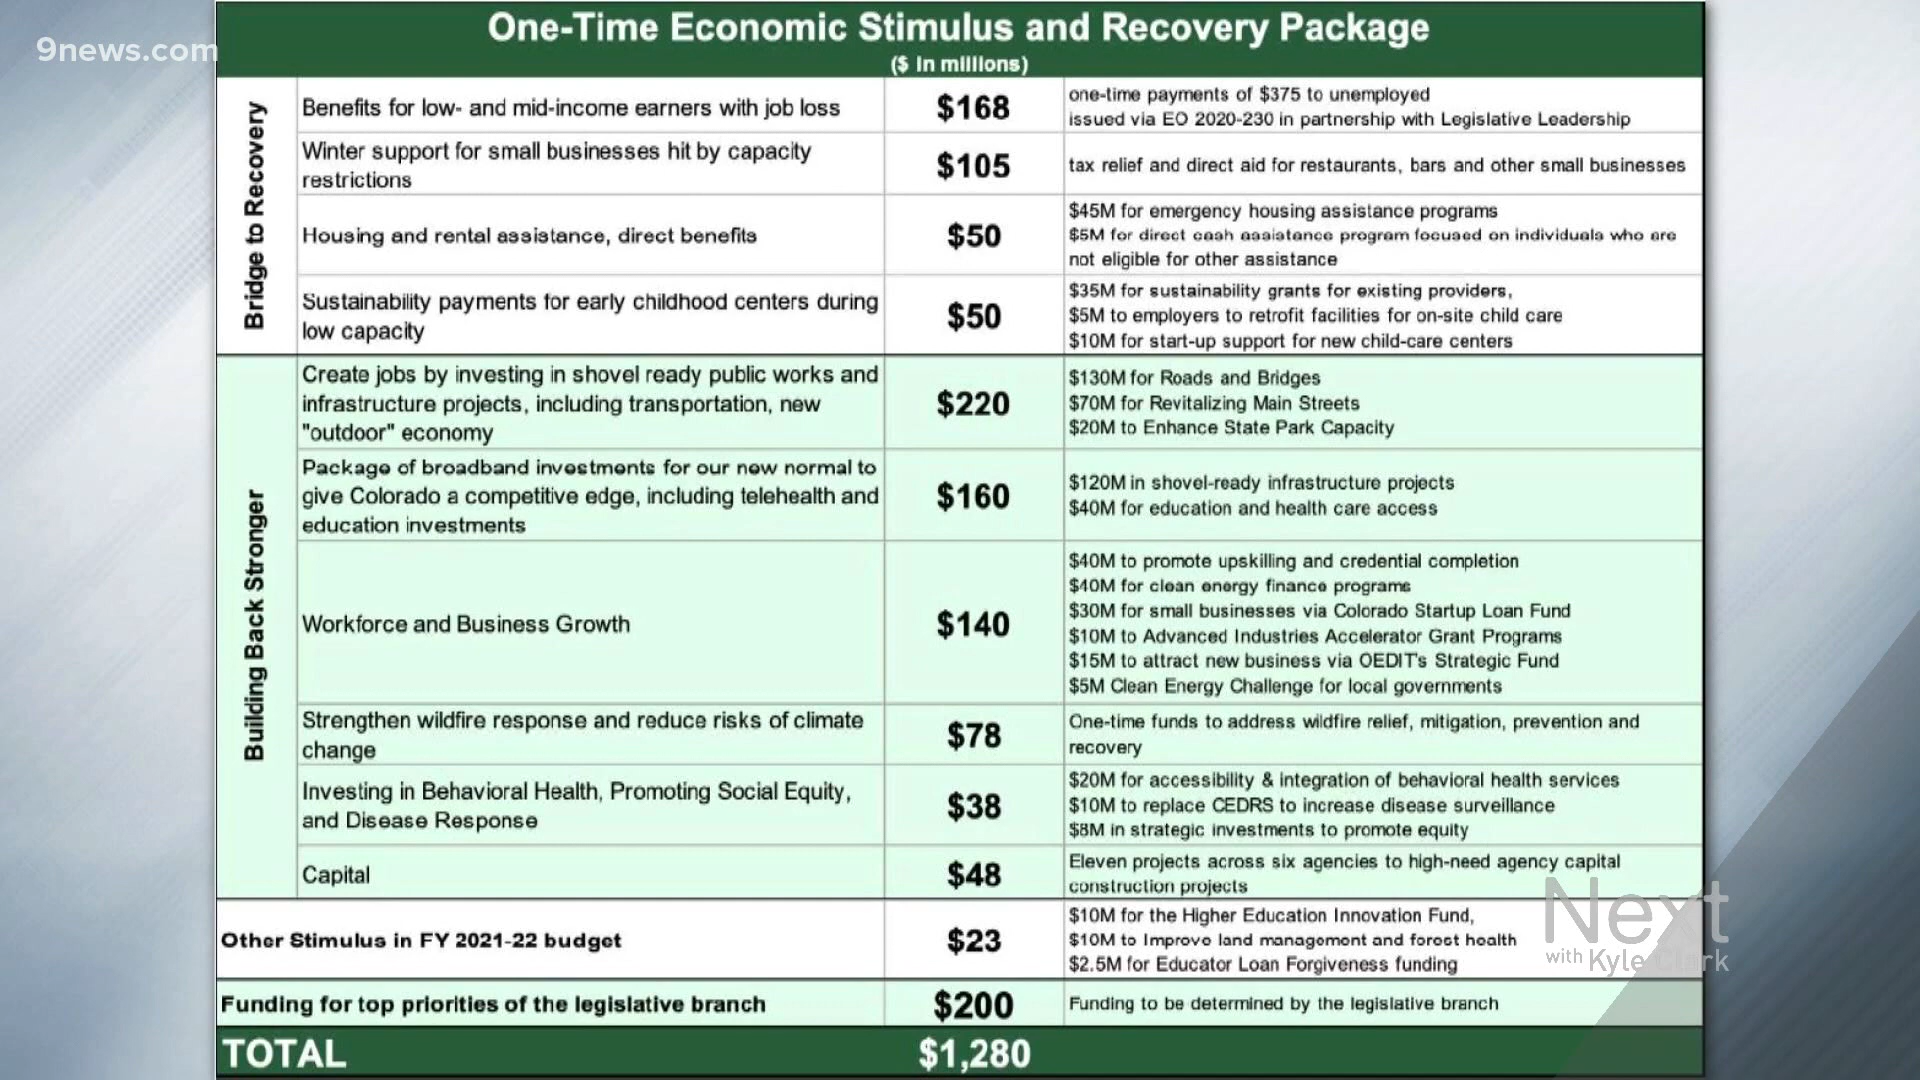 9news.com
One-Time Economic Stimulus and Recovery Package
($ in millions)
Bridge to Recovery
Benefits for low- and mid-income earners with job loss
$168
one-time payments of $375 to unemployed
issued via EO 2020-230 in partnership with Legislative Leadership
Winter support for small businesses hit by capacity
restrictions
$105
tax relief and direct aid for restaurants, bars and other small businesses
Housing and rental assistance, direct benefits
$50
$45M for emergency housing assistance programs
$5M for direct cash assistance program focused on individuals who are
not eligible for other assistance
Sustainability payments for early childhood centers during
low capacity
$50
$35M for sustainability grants for existing providers,
$5M to employers to retrofit facilities for on-site child care
$10M for start-up support for new child-care centers
Building Back Stronger
Create jobs by investing in shovel ready public works and
infrastructure projects, including transportation, new
"outdoor" economy
$220
$130M for Roads and Bridges
$70M for Revitalizing Main Streets
$20M to Enhance State Park Capacity
Package of broadband investments for our new normal to
give Colorado a competitive edge, including telehealth and
education investments
$160
$120M in shovel-ready infrastructure projects
$40M for education and health care access
Workforce and Business Growth
$140
$40M to promote upskilling and credential completion
$40M for clean energy finance programs
$30M for small businesses via Colorado Startup Loan Fund
$10M to Advanced Industries Accelerator Grant Programs
$15M to attract new business via OEDIT's Strategic Fund
$5M Clean Energy Challenge for local governments
Strengthen wildfire response and reduce risks of climate
change
$78
One-time funds to address wildfire relief, mitigation, prevention and
recovery
Investing in Behavioral Health, Promoting Social Equity,
and Disease Response
$38
$20M for accessibility & integration of behavioral health services
$10M to replace CEDRS to increase disease surveillance
$8M in strategic investments to promote equity
Capital
$48
Eleven projects across six agencies to high-need agency capital
construction projects
Other Stimulus in FY 2021-22 budget
$23
$10M for the Higher Education Innovation Fund,
$10M to Improve land management and forest health
$2.5M for Educator Loan Forgiveness funding
Funding for top priorities of the legislative branch
$200
Funding to be determined by the legislative branch
TOTAL
$1,280
Next
with Kyle Clark